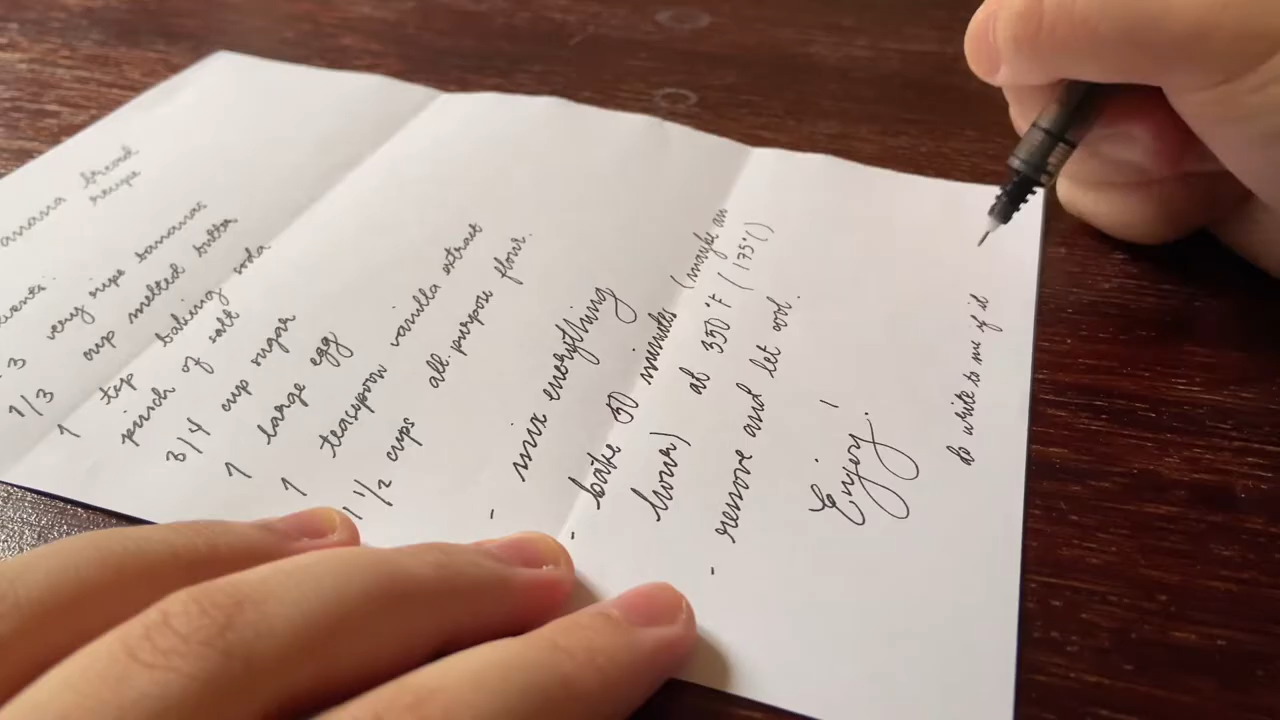 anana bread
recipe
ients:
3 very ripe bananas
1/3 cup melted butter
1 tsp baking soda
pinch of salt
3/4 cup sugar
1 large egg
1 teaspoon vanilla extract
1 1/2 cups all-purpose flour.
- mix everything
- bake 50 minutes (maybe an
hour) at 350°F (175°C)
- remove and let cool.
Enjoy!
do write to me if it